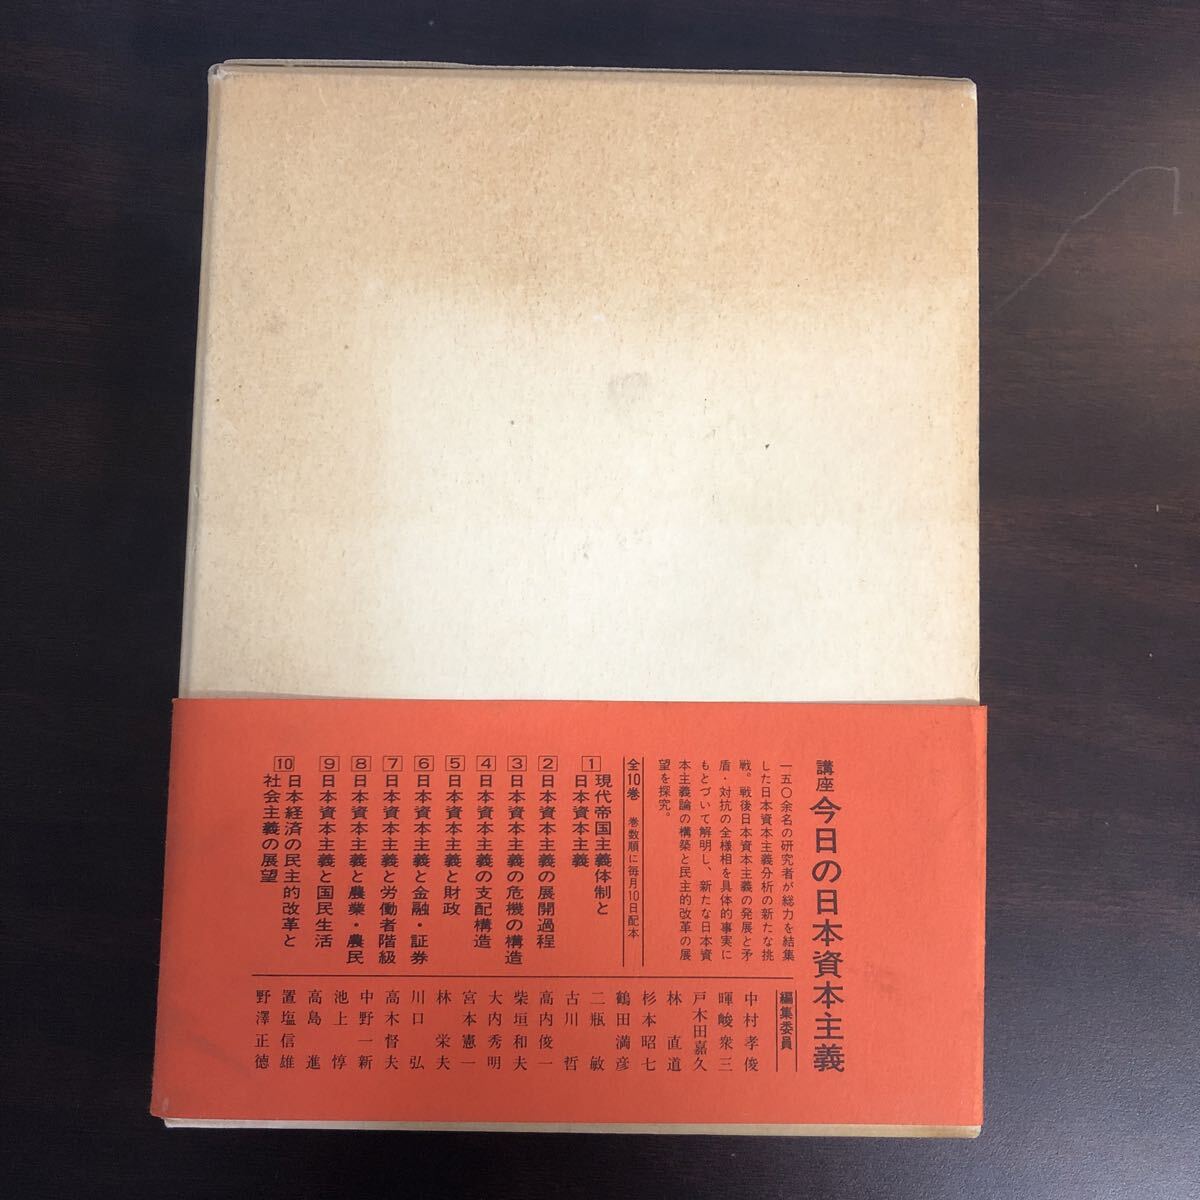 講座 今日の日本資本主義
一五〇余名の研究者が総力を結集
した日本資本主義分析の新たな挑
戦。戦後日本資本主義の発展と矛
盾・対抗の全様相を具体的事実に
もとづいて解明し、新たな日本資
本主義論の構築と民主的改革の展
望を探究。
全10巻 巻数順に毎月10日配本
1 現代帝国主義体制と
日本資本主義
2 日本資本主義の展開過程
3 日本資本主義の危機の構造
4 日本資本主義の支配構造
5 日本資本主義と財政
6 日本資本主義と金融・証券
7 日本資本主義と労働者階級
8 日本資本主義と農業・農民
9 日本資本主義と国民生活
10 日本経済の民主的改革と
社会主義の展望
編集委員
中村孝俊
暉峻衆三
戸木田嘉久
林直道
杉本昭七
鶴田満彦
二瓶敏
古川哲
高内俊一
柴垣和夫
大内秀明
宮本憲一
林栄夫
川口弘
高木督夫
中野一新
池上惇
高島進
置塩信雄
野澤正徳